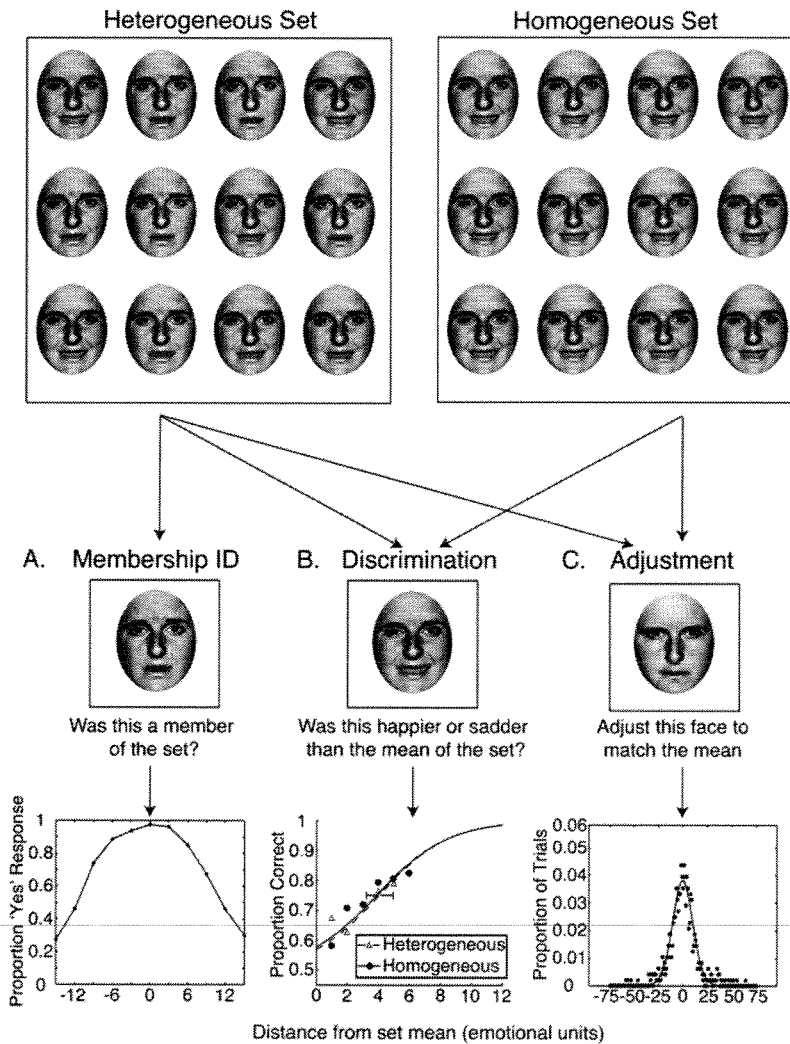 Heterogeneous Set
Homogeneous Set
A. Membership ID
B. Discrimination
C. Adjustment
Was this a member
of the set?
Was this happier or sadder
than the mean of the set?
Adjust this face to
match the mean
Proportion 'Yes' Response
1
0.8
0.6
0.4
0.2
0
-12 -6 0 6 12
Proportion Correct
1
0.9
0.8
0.7
0.6
0.5
0 2 4 6 8 10 12
Heterogeneous
Homogeneous
Proportion of Trials
0.06
0.05
0.04
0.03
0.02
0.01
0
-75 -50 -25 0 25 50 75
Distance from set mean (emotional units)